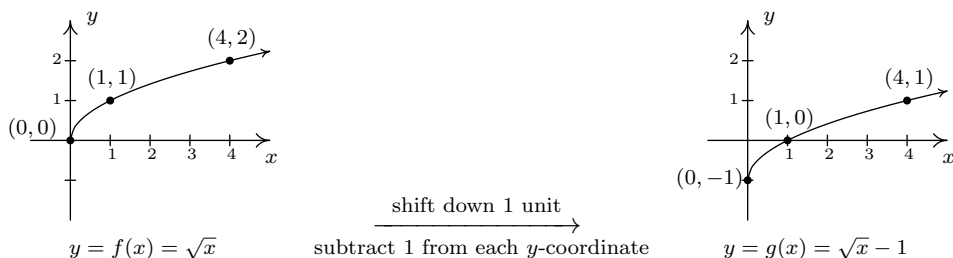 y
(4, 2)
2
(1, 1)
1
(0, 0)
1 2 3 4
x
y = f(x) = √x
shift down 1 unit
subtract 1 from each y-coordinate
y
2
(4, 1)
1
(1, 0)
1 2 3 4
x
(0, −1)
y = g(x) = √x − 1